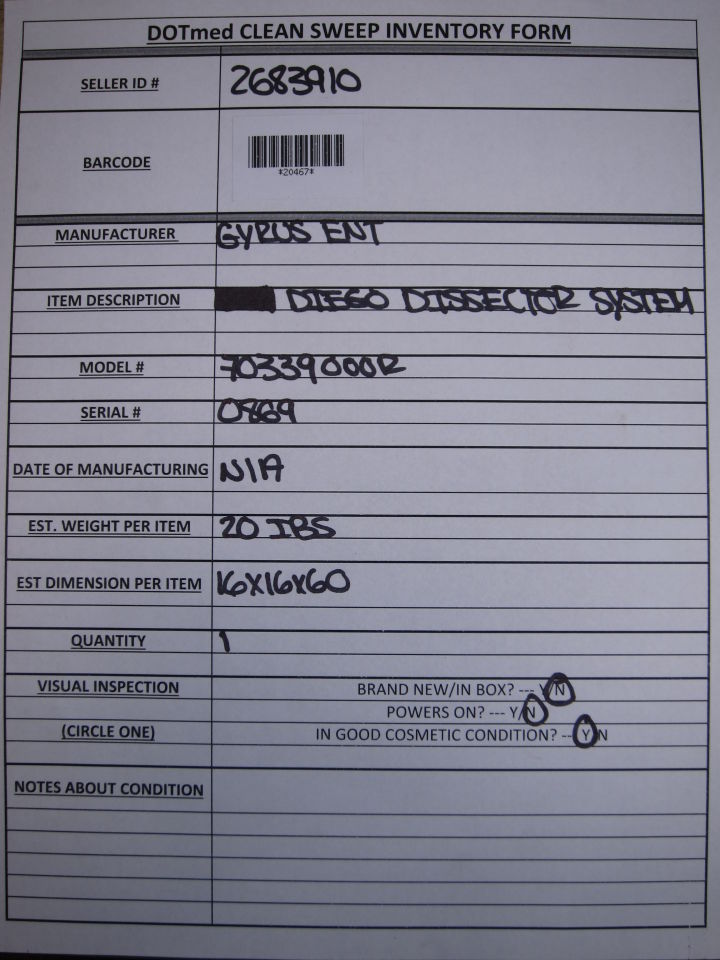 DOTmed CLEAN SWEEP INVENTORY FORM
SELLER ID # 2683910
BARCODE
*20467*
MANUFACTURER GYRUS ENT
ITEM DESCRIPTION DIEGO DISSECTOR SYSTEM
MODEL # 70339000R
SERIAL # 0869
DATE OF MANUFACTURING N/A
EST. WEIGHT PER ITEM 20 IBS
EST DIMENSION PER ITEM 16X16X60
QUANTITY 1
VISUAL INSPECTION BRAND NEW/IN BOX? --- Y/N
POWERS ON? --- Y/N
(CIRCLE ONE) IN GOOD COSMETIC CONDITION? -- Y/N
NOTES ABOUT CONDITION